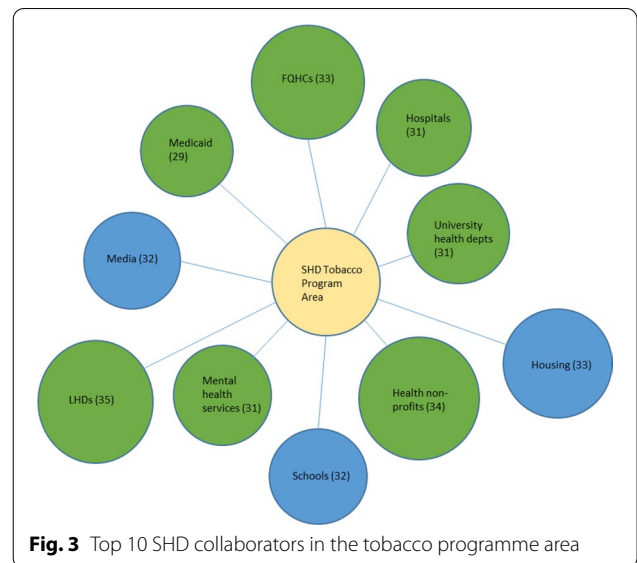 FQHCs (33)
Hospitals
(31)
Medicaid
(29)
University
health depts
(31)
Media (32)
SHD Tobacco
Program
Area
Housing (33)
LHDs (35)
Mental
health
services (31)
Health non-
profits (34)
Schools (32)
Fig. 3 Top 10 SHD collaborators in the tobacco programme area